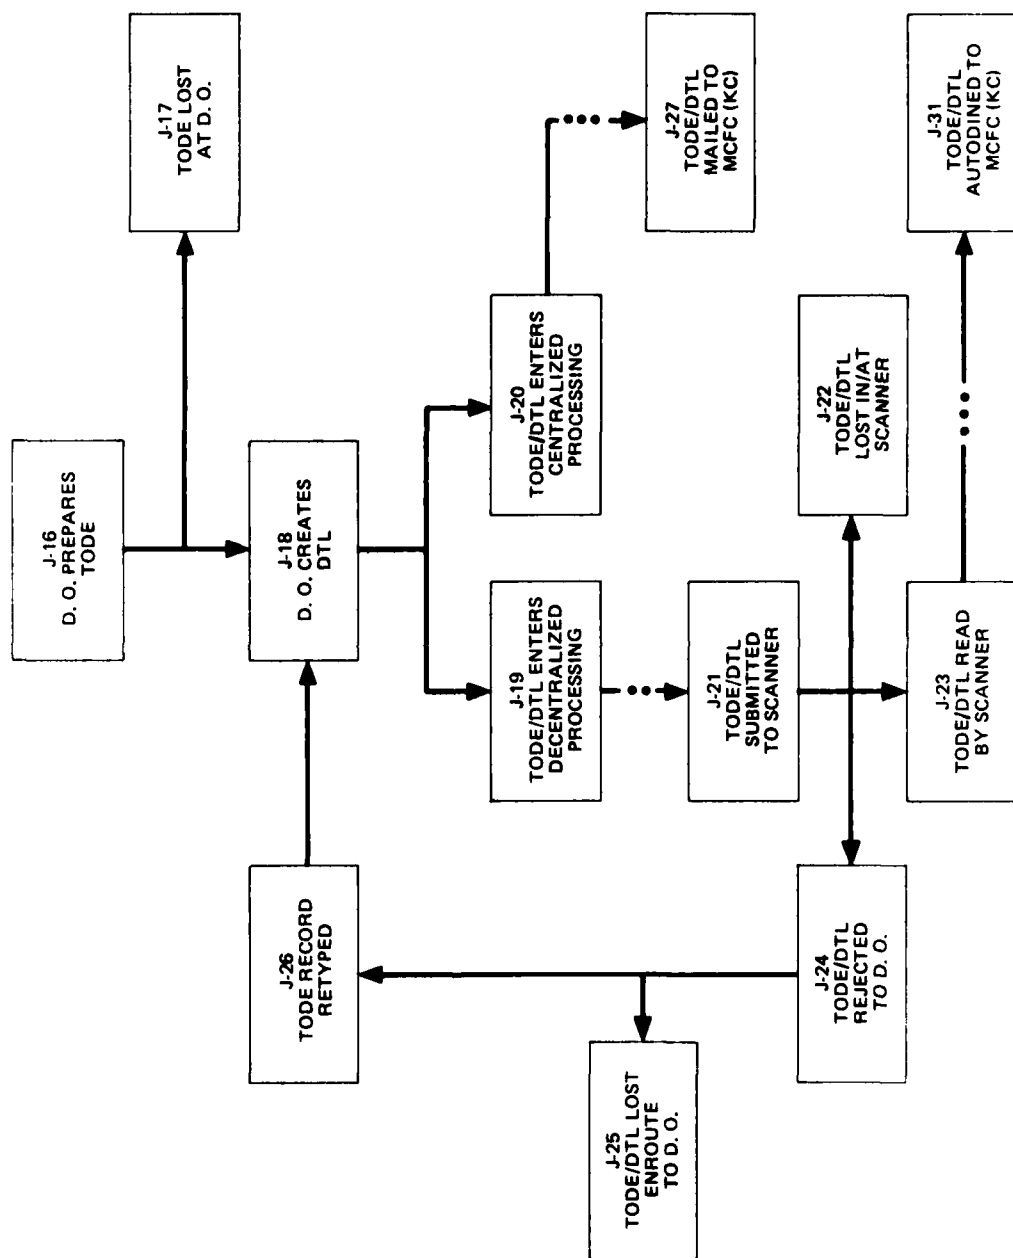 J-16
D. O. PREPARES
TODE
J-17
TODE LOST
AT D. O.
J-18
D. O. CREATES
DTL
J-26
TODE RECORD
RETYPED
J-19
TODE/DTL ENTERS
DECENTRALIZED
PROCESSING
J-20
TODE/DTL ENTERS
CENTRALIZED
PROCESSING
J-27
TODE/DTL
MAILED TO
MCFC (KC)
J-25
TODE/DTL LOST
ENROUTE
TO D. O.
J-21
TODE/DTL
SUBMITTED
TO SCANNER
J-24
TODE/DTL
REJECTED
TO D. O.
J-22
TODE/DTL
LOST IN/AT
SCANNER
J-23
TODE/DTL READ
BY SCANNER
J-31
TODE/DTL
AUTODINED TO
MCFC (KC)